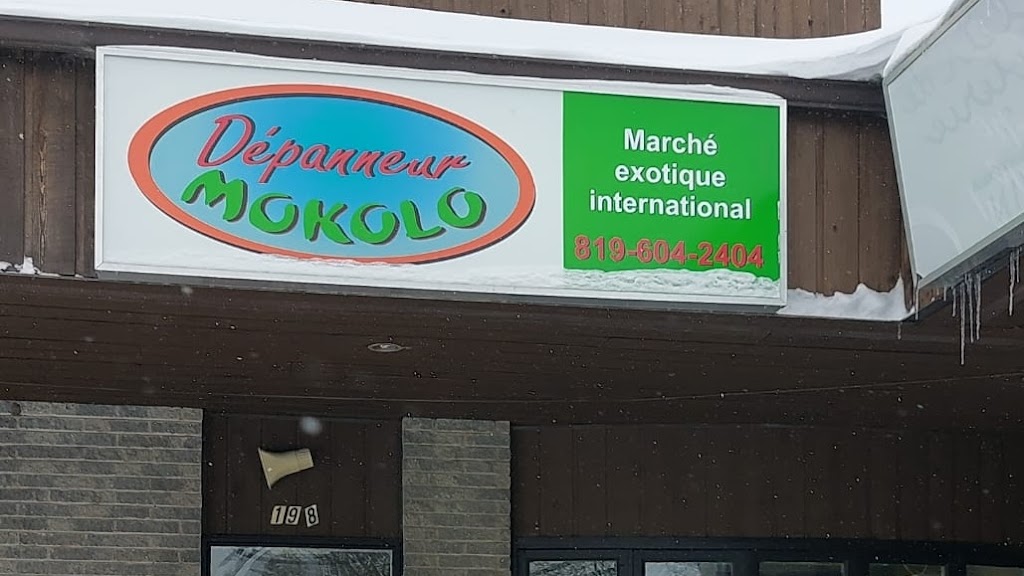 Dépanneur
MOKOLO
Marché
exotique
international
819-604-2404
198